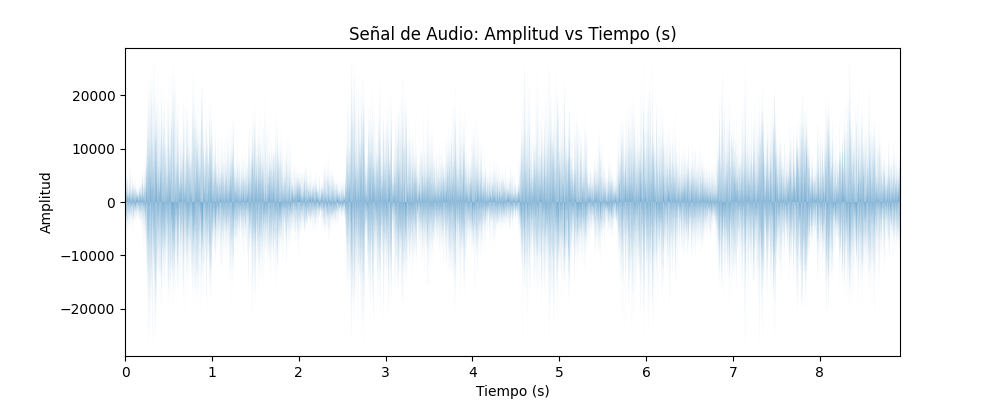 Señal de Audio: Amplitud vs Tiempo (s)
20000
10000
0
−10000
−20000
Amplitud
0 1 2 3 4 5 6 7 8
Tiempo (s)